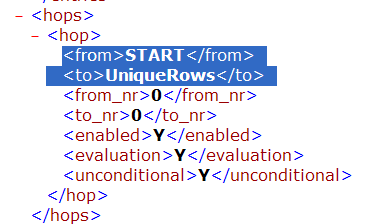 - <hops>
- <hop>
<from>START</from>
<to>UniqueRows</to>
<from_nr>0</from_nr>
<to_nr>0</to_nr>
<enabled>Y</enabled>
<evaluation>Y</evaluation>
<unconditional>Y</unconditional>
</hop>
</hops>